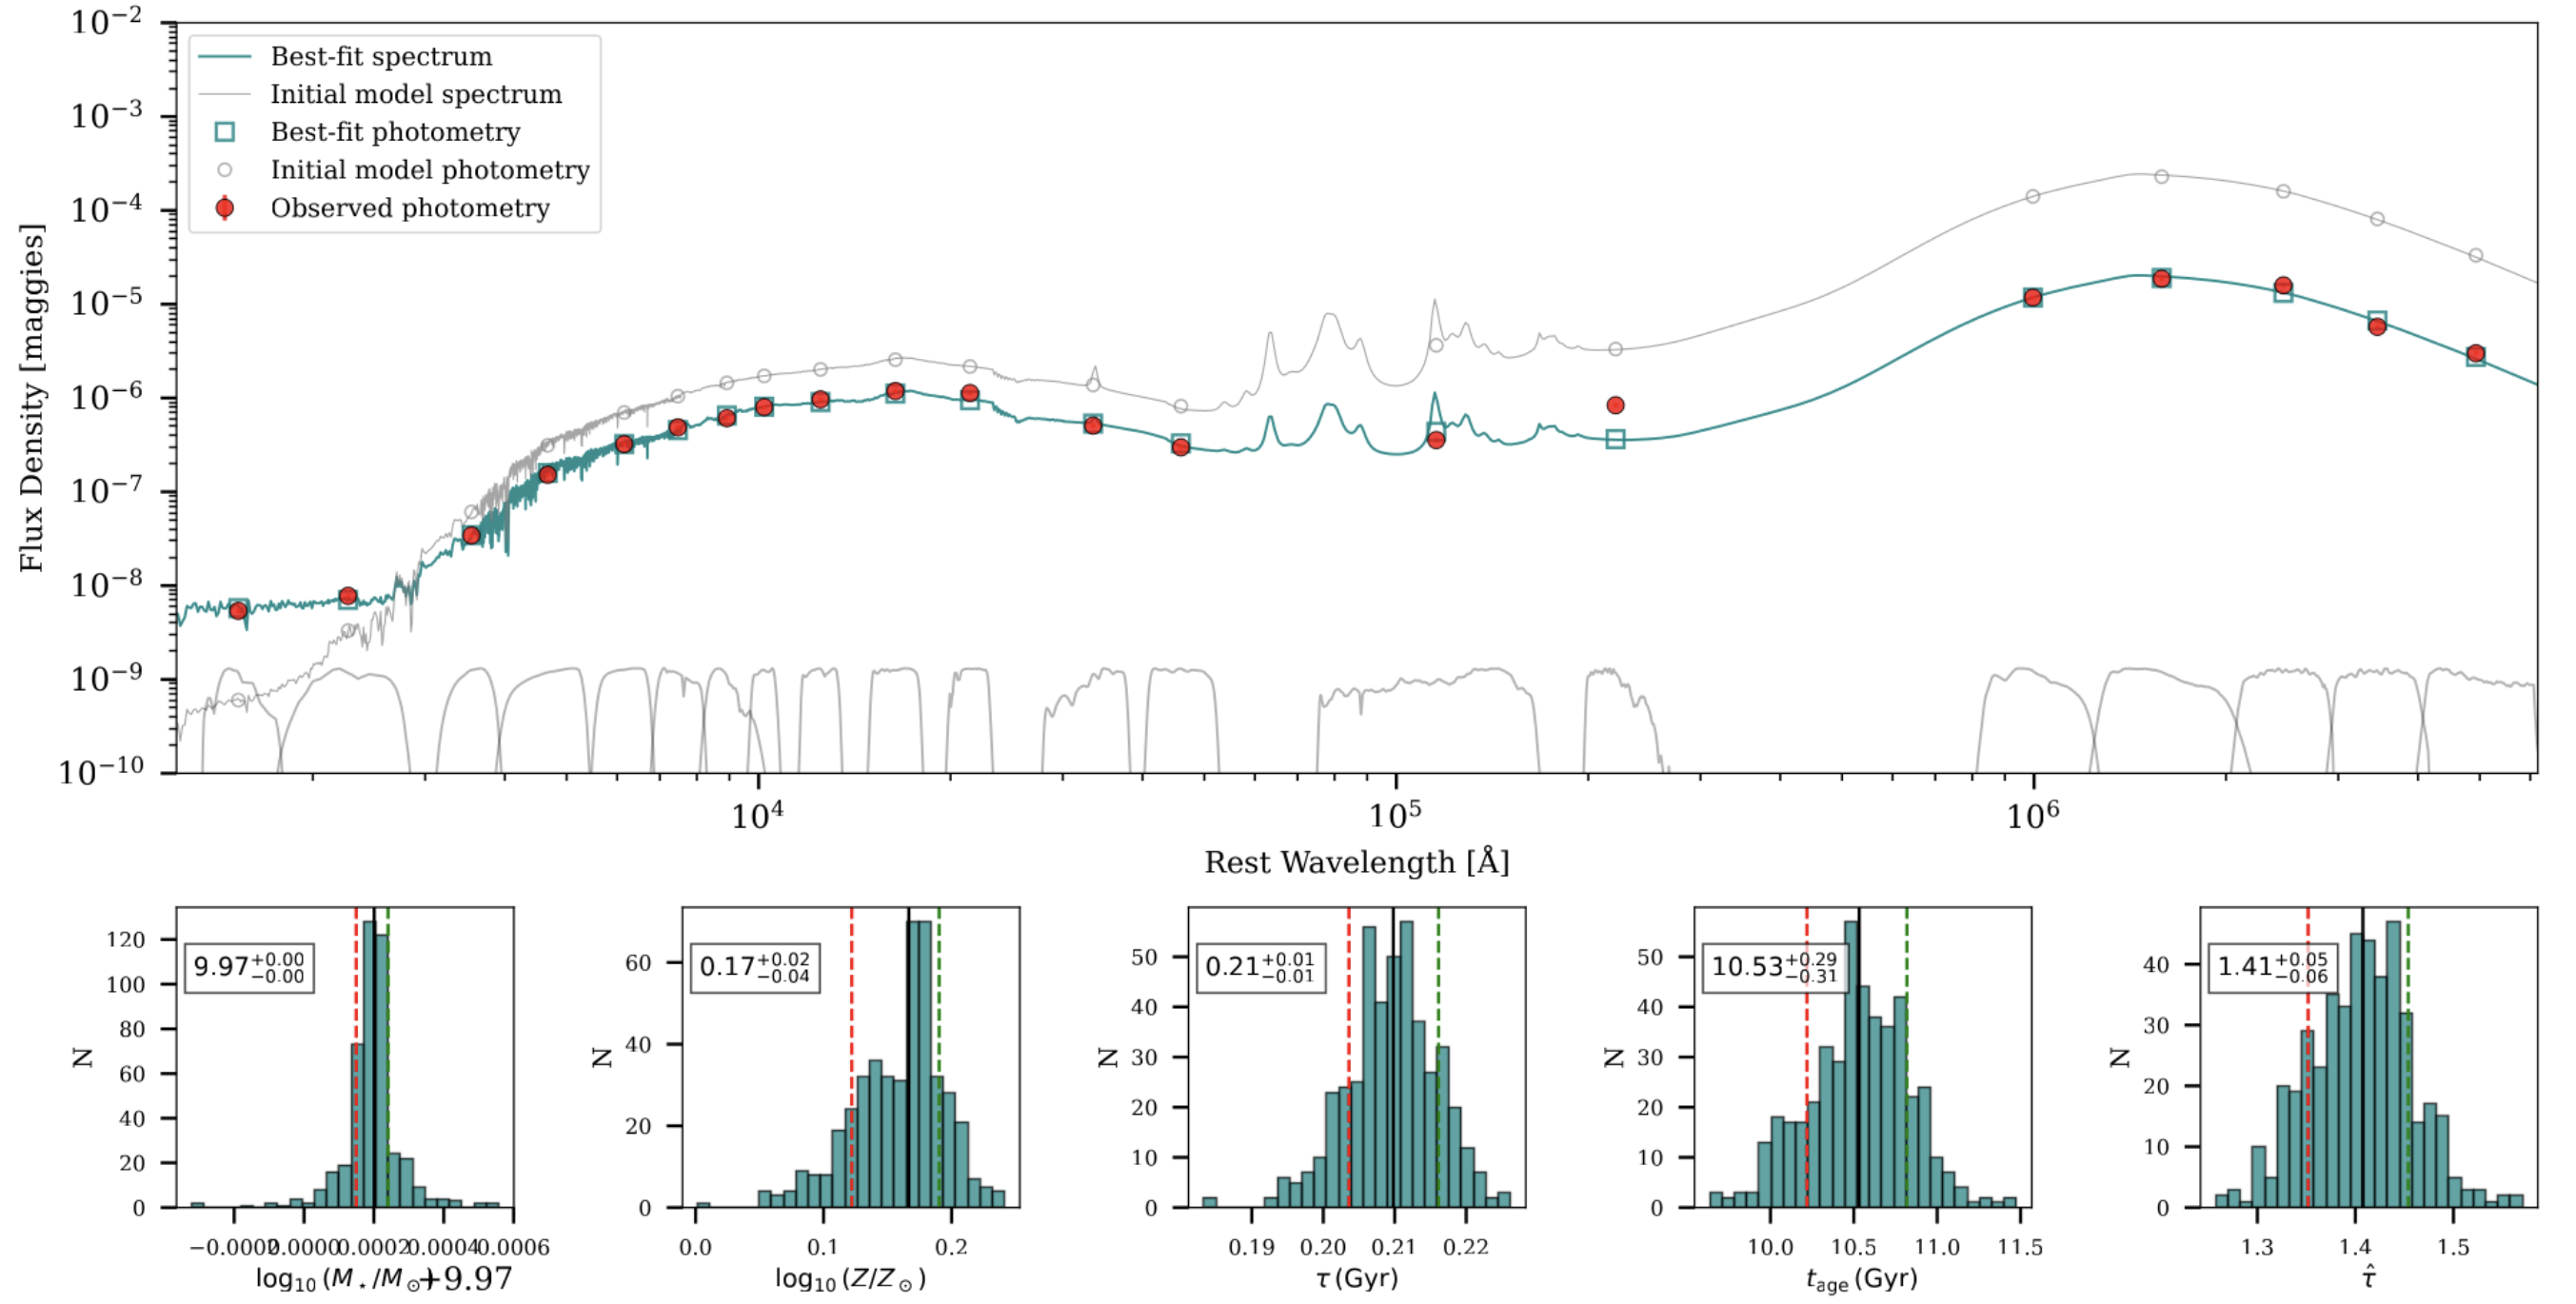 10⁻²
10⁻³
10⁻⁴
10⁻⁵
10⁻⁶
10⁻⁷
10⁻⁸
10⁻⁹
10⁻¹⁰
Flux Density [maggies]
Best-fit spectrum
Initial model spectrum
Best-fit photometry
Initial model photometry
Observed photometry
10⁴ 10⁵ 10⁶
Rest Wavelength [Å]
N
120
100
80
60
40
20
0
9.97+0.00−0.00
−0.0002 0.0000 0.0002 0.0004 0.0006
log₁₀ (M⋆/M⊙)+9.97
N
60
40
20
0
0.17+0.02−0.04
0.0 0.1 0.2
log₁₀ (Z/Z⊙)
N
50
40
30
20
10
0
0.21+0.01−0.01
0.19 0.20 0.21 0.22
τ (Gyr)
N
50
40
30
20
10
0
10.53+0.29−0.31
10.0 10.5 11.0 11.5
t_age (Gyr)
N
40
30
20
10
0
1.41+0.05−0.06
1.3 1.4 1.5
τ̂